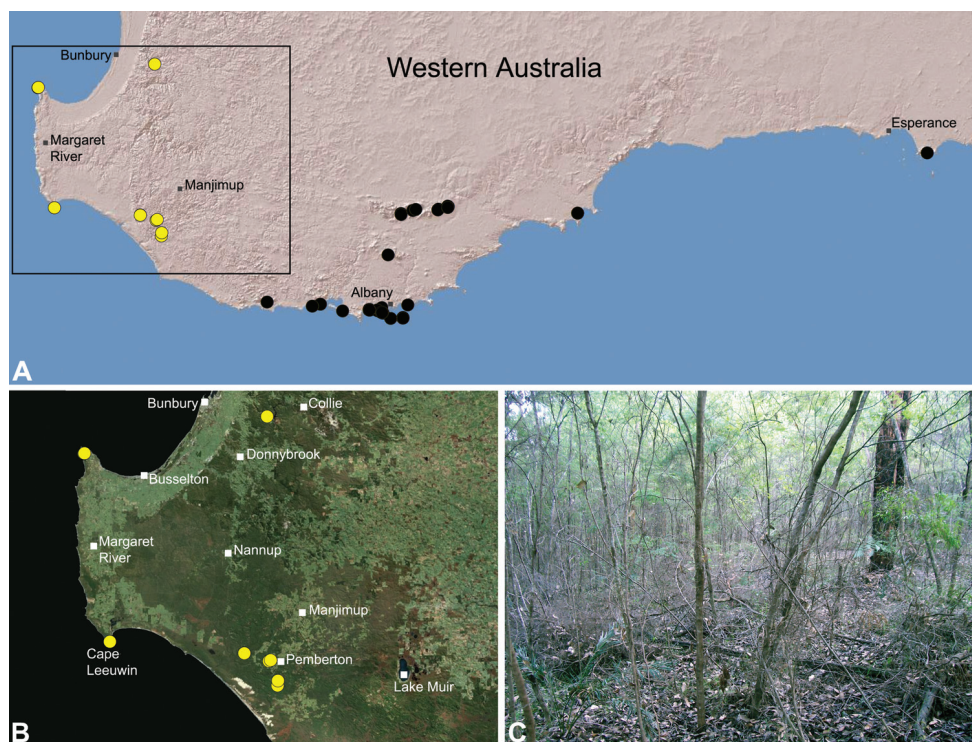 Bunbury
Western Australia
Esperance
Margaret
River
Manjimup
Albany
A
Bunbury
Collie
Donnybrook
Busselton
Margaret
River
Nannup
Manjimup
Cape
Leeuwin
Pemberton
Lake Muir
B
C